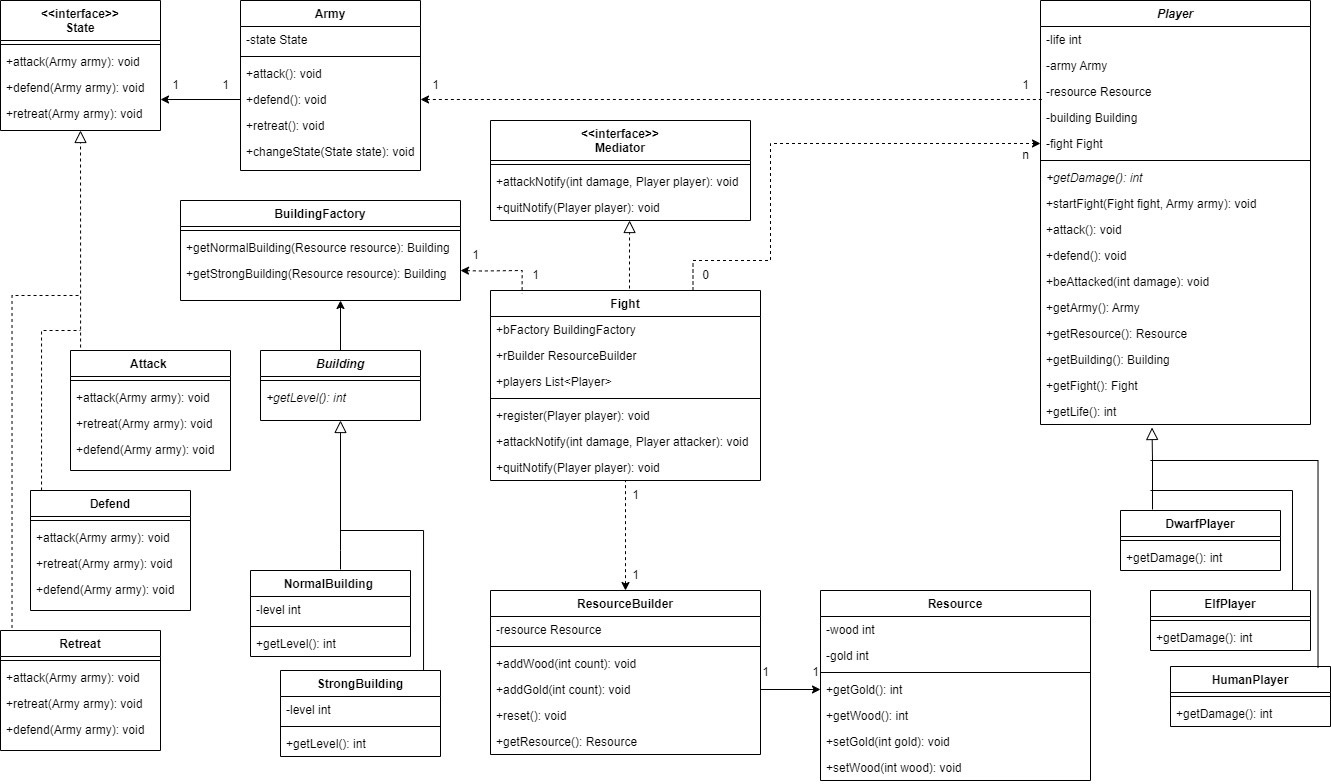 <<interface>>
State
+attack(Army army): void
+defend(Army army): void
+retreat(Army army): void
1
1
Army
-state State
+attack(): void
+defend(): void
+retreat(): void
+changeState(State state): void
1
1
Player
-life int
-army Army
-resource Resource
-building Building
-fight Fight
+getDamage(): int
+startFight(Fight fight, Army army): void
+attack(): void
+defend(): void
+beAttacked(int damage): void
+getArmy(): Army
+getResource(): Resource
+getBuilding(): Building
+getFight(): Fight
+getLife(): int
<<interface>>
Mediator
+attackNotify(int damage, Player player): void
+quitNotify(Player player): void
n
0
BuildingFactory
+getNormalBuilding(Resource resource): Building
+getStrongBuilding(Resource resource): Building
1
1
Fight
+bFactory BuildingFactory
+rBuilder ResourceBuilder
+players List<Player>
+register(Player player): void
+attackNotify(int damage, Player attacker): void
+quitNotify(Player player): void
Building
+getLevel(): int
Attack
+attack(Army army): void
+retreat(Army army): void
+defend(Army army): void
Defend
+attack(Army army): void
+retreat(Army army): void
+defend(Army army): void
Retreat
+attack(Army army): void
+retreat(Army army): void
+defend(Army army): void
NormalBuilding
-level int
+getLevel(): int
StrongBuilding
-level int
+getLevel(): int
1
1
ResourceBuilder
-resource Resource
+addWood(int count): void
+addGold(int count): void
+reset(): void
+getResource(): Resource
1
1
Resource
-wood int
-gold int
+getGold(): int
+getWood(): int
+setGold(int gold): void
+setWood(int wood): void
DwarfPlayer
+getDamage(): int
ElfPlayer
+getDamage(): int
HumanPlayer
+getDamage(): int